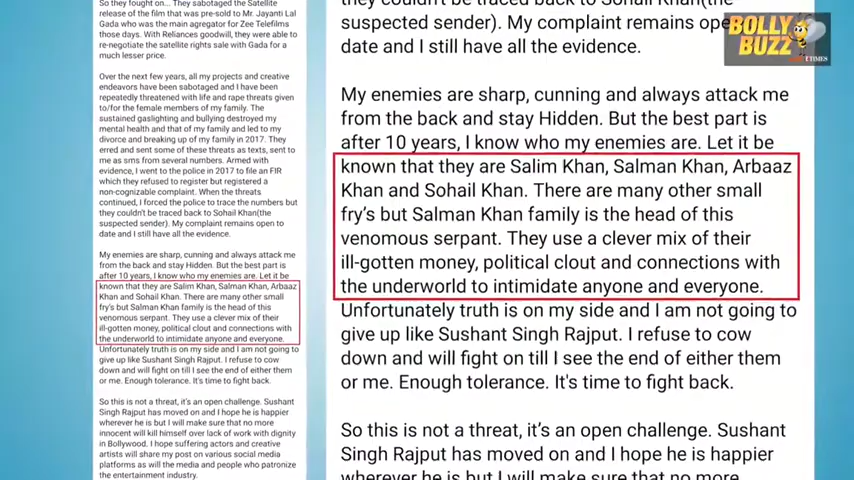 So they fought on... They sabotaged the Satellite
release of the film that was pre-sold to Mr. Jayanti Lal
Gada who was the main agregator for Zee Telefilms
those days. With Reliances goodwill, they were able to
re-negotiate the satellite rights sale with Gada for a
much lesser price.
Over the next few years, all my projects and creative
endeavors have been sabotaged and I have been
repeatedly threatened with life and rape threats given
to/for the female members of my family. The
sustained gaslighting and bullying destroyed my
mental health and that of my family and led to my
divorce and breaking up of my family in 2017. They
erred and sent some of these threats as texts, sent to
me as sms from several numbers. Armed with
evidence, I went to the police in 2017 to file an FIR
which they refused to register but registered a
non-cognizable complaint. When the threats
continued, I forced the police to trace the numbers but
they couldn't be traced back to Sohail Khan(the
suspected sender). My complaint remains open to
date and I still have all the evidence.
My enemies are sharp, cunning and always attack me
from the back and stay Hidden. But the best part is
after 10 years, I know who my enemies are. Let it be
known that they are Salim Khan, Salman Khan, Arbaaz
Khan and Sohail Khan. There are many other small
fry's but Salman Khan family is the head of this
venomous serpant. They use a clever mix of their
ill-gotten money, political clout and connections with
the underworld to intimidate anyone and everyone.
Unfortunately truth is on my side and I am not going to
give up like Sushant Singh Rajput. I refuse to cow
down and will fight on till I see the end of either them
or me. Enough tolerance. It's time to fight back.
So this is not a threat, it's an open challenge. Sushant
Singh Rajput has moved on and I hope he is happier
wherever he is but I will make sure that no more
innocent will kill himself over lack of work with dignity
in Bollywood. I hope suffering actors and creative
artists will share my post on various social media
platforms as will the media and people who patronize
the entertainment industry.
they couldn't be traced back to Sohail Khan(the
suspected sender). My complaint remains ope
date and I still have all the evidence.
My enemies are sharp, cunning and always attack me
from the back and stay Hidden. But the best part is
after 10 years, I know who my enemies are. Let it be
known that they are Salim Khan, Salman Khan, Arbaaz
Khan and Sohail Khan. There are many other small
fry's but Salman Khan family is the head of this
venomous serpant. They use a clever mix of their
ill-gotten money, political clout and connections with
the underworld to intimidate anyone and everyone.
Unfortunately truth is on my side and I am not going to
give up like Sushant Singh Rajput. I refuse to cow
down and will fight on till I see the end of either them
or me. Enough tolerance. It's time to fight back.
So this is not a threat, it's an open challenge. Sushant
Singh Rajput has moved on and I hope he is happier
wherever he is but I will make sure that no more
BOLLY
BUZZ